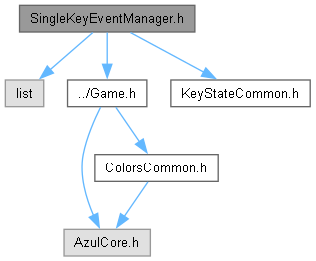 SingleKeyEventManager.h
list
../Game.h
KeyStateCommon.h
ColorsCommon.h
AzulCore.h